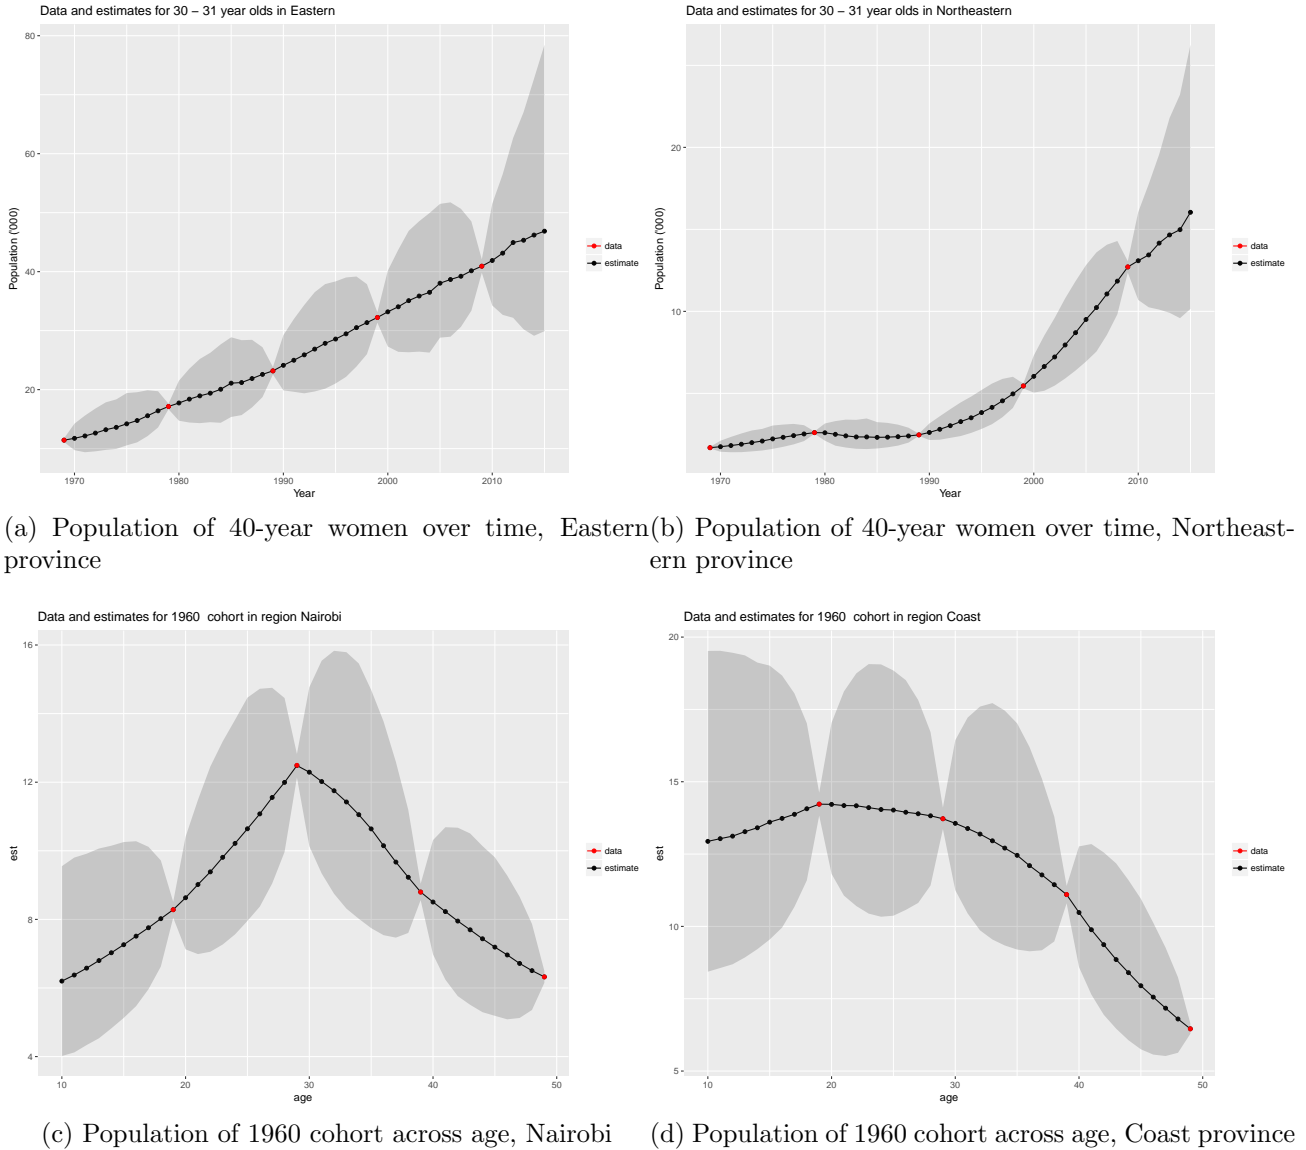 Data and estimates for 30 – 31 year olds in Eastern
80
60
40
20
Population ('000)
1970 1980 1990 2000 2010
Year
data
estimate
(a) Population of 40-year women over time, Eastern
province
Data and estimates for 30 – 31 year olds in Northeastern
20
10
Population ('000)
1970 1980 1990 2000 2010
Year
data
estimate
(b) Population of 40-year women over time, Northeast-
ern province
Data and estimates for 1960 cohort in region Nairobi
16
12
8
4
est
10 20 30 40 50
age
data
estimate
(c) Population of 1960 cohort across age, Nairobi
Data and estimates for 1960 cohort in region Coast
20
15
10
5
est
10 20 30 40 50
age
data
estimate
(d) Population of 1960 cohort across age, Coast province